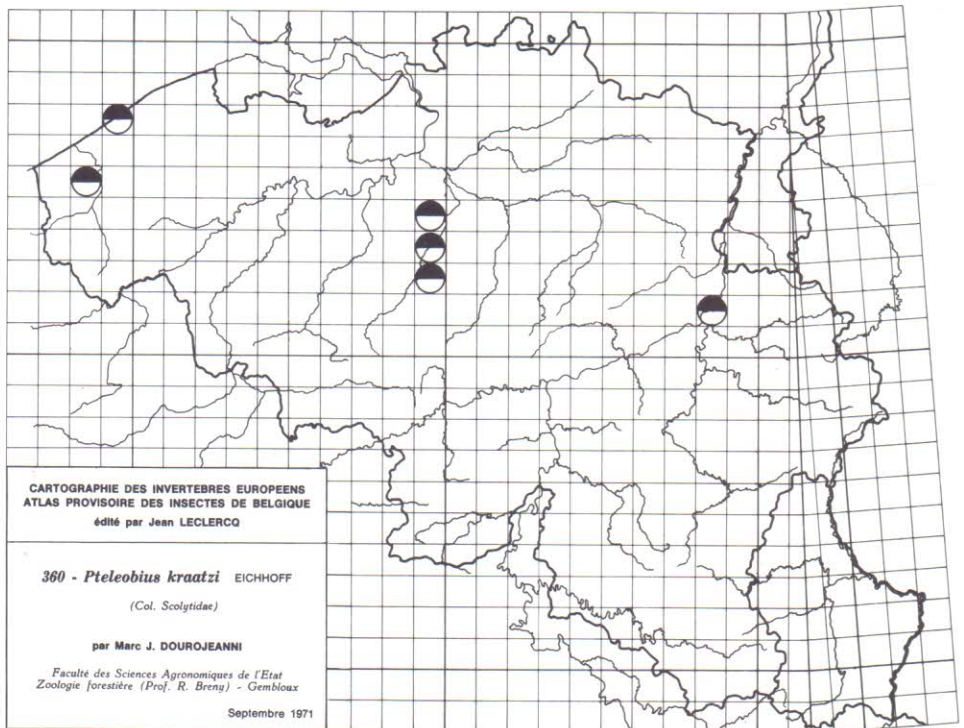 CARTOGRAPHIE DES INVERTEBRES EUROPEENS
ATLAS PROVISOIRE DES INSECTES DE BELGIQUE
édité par Jean LECLERCQ
360 - Pteleobius kraatzi EICHHOFF
(Col. Scolytidae)
par Marc J. DOUROJEANNI
Faculté des Sciences Agronomiques de l'Etat
Zoologie forestière (Prof. R. Breny) - Gembloux
Septembre 1971